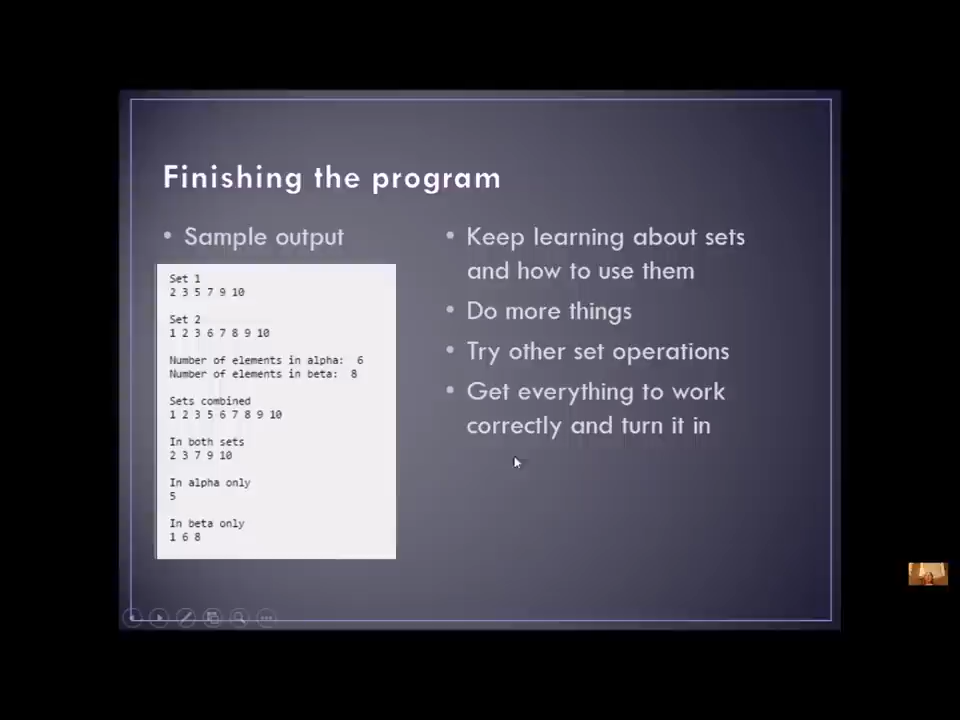 Finishing the program
• Sample output
Set 1
2 3 5 7 9 10
Set 2
1 2 3 6 7 8 9 10
Number of elements in alpha:  6
Number of elements in beta:  8
Sets combined
1 2 3 5 6 7 8 9 10
In both sets
2 3 7 9 10
In alpha only
5
In beta only
1 6 8
• Keep learning about sets
and how to use them
• Do more things
• Try other set operations
• Get everything to work
correctly and turn it in